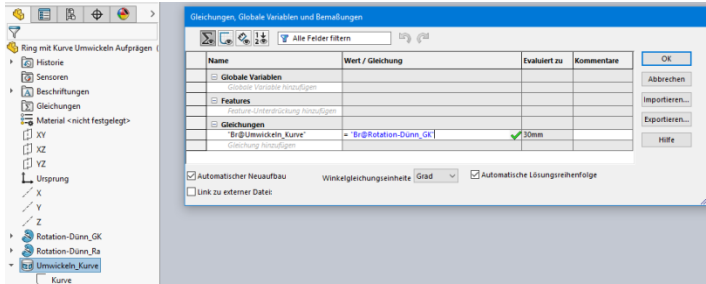 Ring mit Kurve Umwickeln Aufprägen (
Historie
Sensoren
Beschriftungen
Gleichungen
Material <nicht festgelegt>
XY
XZ
YZ
Ursprung
X
Y
Z
Rotation-Dünn_GK
Rotation-Dünn_Ra
Umwickeln_Kurve
Kurve
Gleichungen, Globale Variablen und Bemaßungen
Alle Felder filtern
Name Wert / Gleichung Evaluiert zu Kommentare
Globale Variablen
Globale Variable hinzufügen
Features
Feature-Unterdrückung hinzufügen
Gleichungen
"Br@Umwickeln_Kurve" = "Br@Rotation-Dünn_GK" 30mm
Gleichung hinzufügen
OK
Abbrechen
Importieren...
Exportieren...
Hilfe
Automatischer Neuaufbau Winkelgleichungseinheite Grad Automatische Lösungsreihenfolge
Link zu externer Datei: